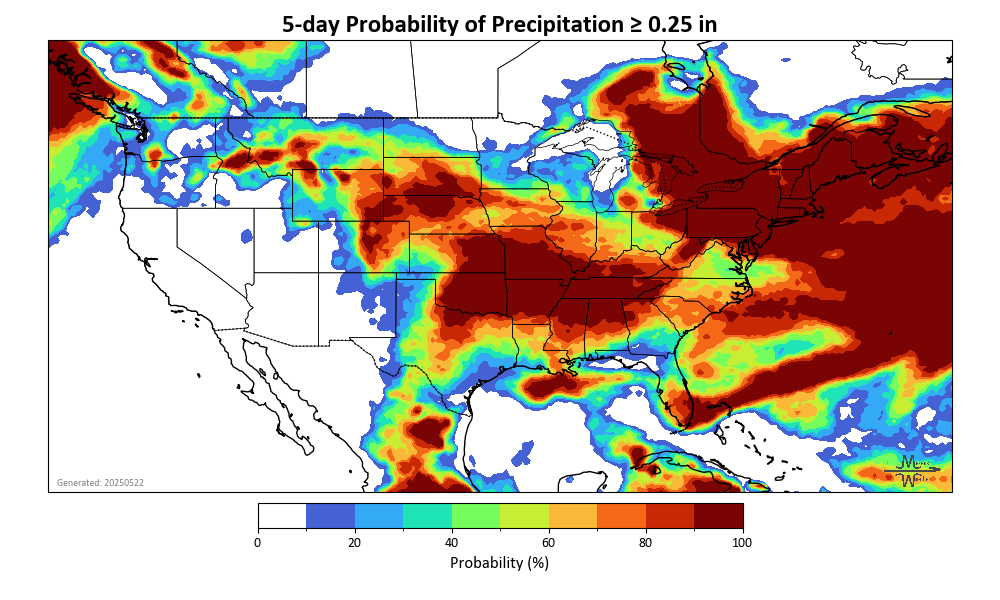 5-day Probability of Precipitation ≥ 0.25 in
Generated: 20250522
0 20 40 60 80 100
Probability (%)